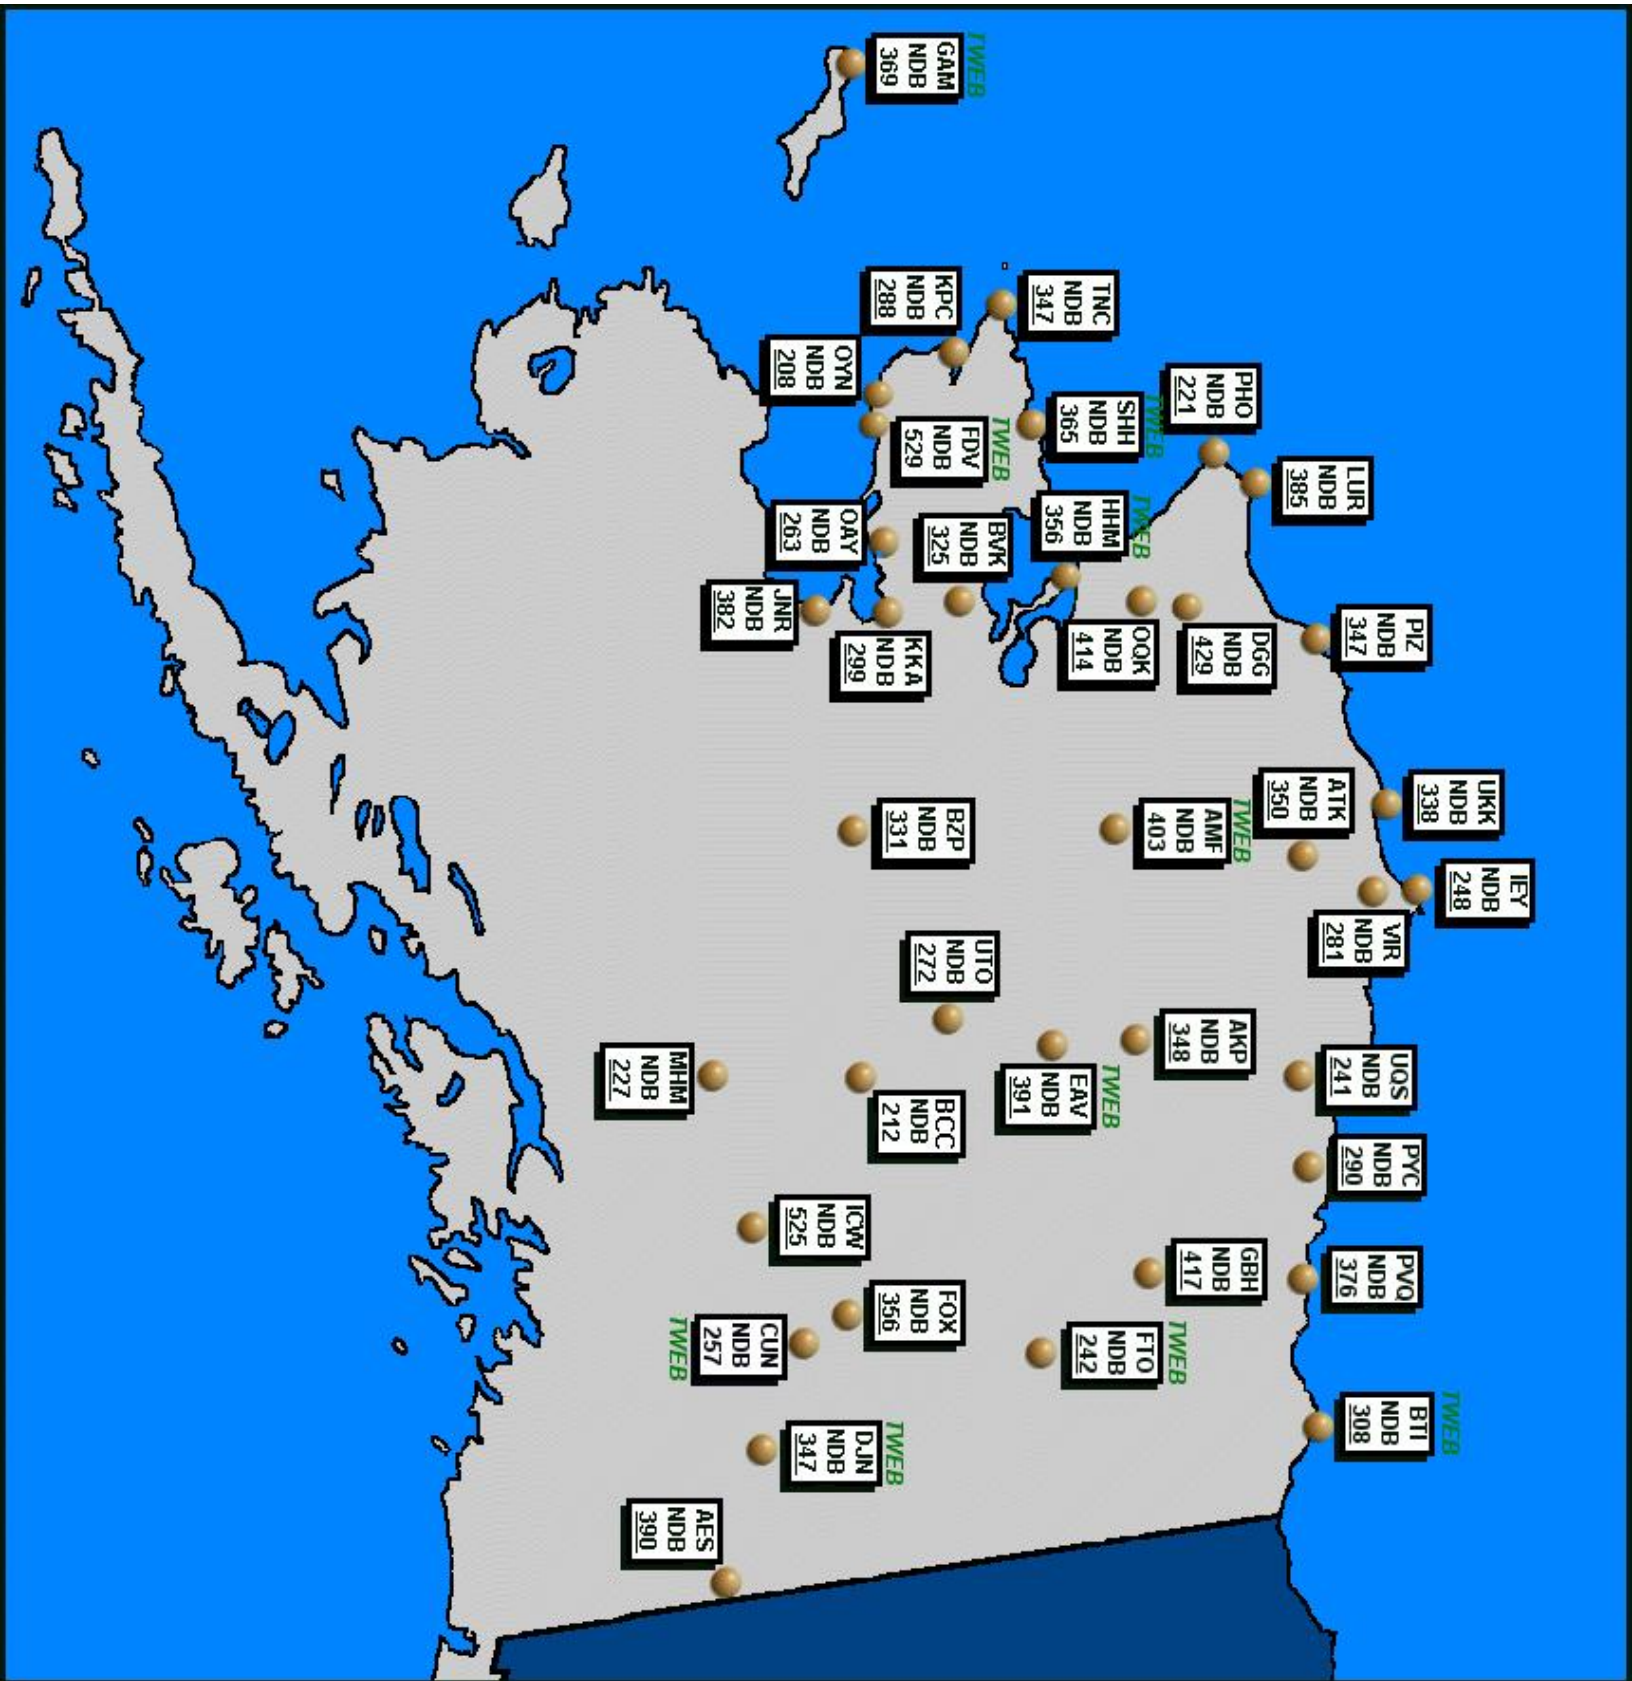 IEY
NDB
248
UKK
NDB
338
TWEB
BTI
NDB
308
PIZ
NDB
347
PYC
NDB
290
PVQ
NDB
376
UQS
NDB
241
VIR
NDB
281
LUR
NDB
385
ATK
NDB
350
DGG
NDB
429
GBH
NDB
417
PHO
NDB
221
AKP
NDB
348
TWEB
AMF
NDB
403
TWEB
FTO
NDB
242
OQK
NDB
414
TWEB
SHH
NDB
365
TWEB
HHM
NDB
356
TNC
NDB
347
TWEB
EAV
NDB
391
BVK
NDB
325
TWEB
FDV
NDB
529
UTO
NDB
272
TWEB
GAM
NDB
369
BZP
NDB
331
KPC
NDB
288
BCC
NDB
212
FOX
NDB
356
KKA
NDB
299
TWEB
DJN
NDB
347
ICW
NDB
525
OAY
NDB
263
OYN
NDB
208
JNR
NDB
382
CUN
NDB
257
TWEB
AES
NDB
390
MHM
NDB
227